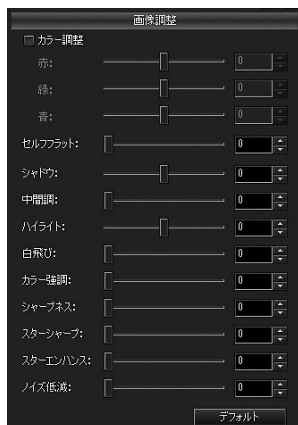 画像調整
カラー調整
赤: 0
緑: 0
青: 0
セルフフラット: 0
シャドウ: 0
中間調: 0
ハイライト: 0
白飛び: 0
カラー強調: 0
シャープネス: 0
スターシャープ: 0
スターエンハンス: 0
ノイズ低減: 0
デフォルト